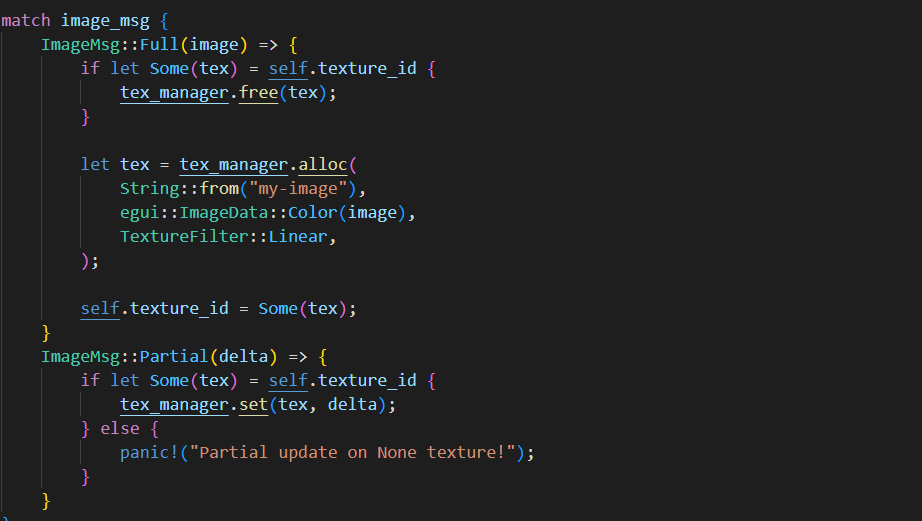 match image_msg {
    ImageMsg::Full(image) => {
        if let Some(tex) = self.texture_id {
            tex_manager.free(tex);
        }

        let tex = tex_manager.alloc(
            String::from("my-image"),
            egui::ImageData::Color(image),
            TextureFilter::Linear,
        );

        self.texture_id = Some(tex);
    }
    ImageMsg::Partial(delta) => {
        if let Some(tex) = self.texture_id {
            tex_manager.set(tex, delta);
        } else {
            panic!("Partial update on None texture!");
        }
    }
}